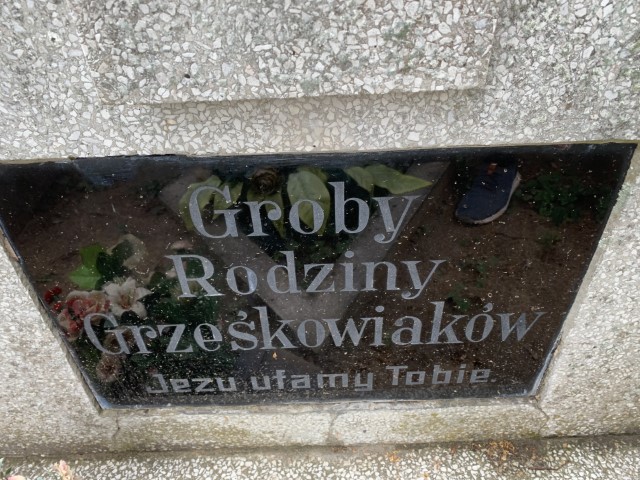 Groby
Rodziny
Grześkowiaków
Jezu ufamy Tobie.